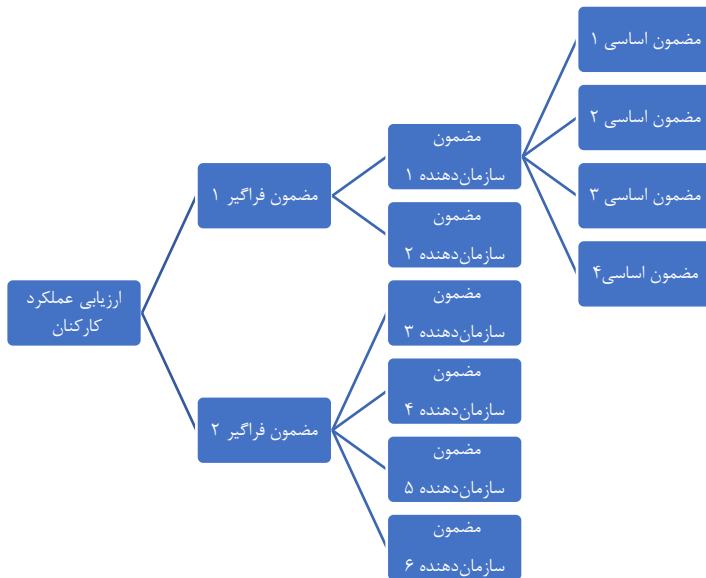 ارزیابی عملکرد
کارکنان
مضمون فراگیر ۱
مضمون
سازمان‌دهنده ۱
مضمون اساسی ۱
مضمون اساسی ۲
مضمون اساسی ۳
مضمون اساسی۴
مضمون
سازمان‌دهنده ۲
مضمون فراگیر ۲
مضمون
سازمان‌دهنده ۳
مضمون
سازمان‌دهنده ۴
مضمون
سازمان‌دهنده ۵
مضمون
سازمان‌دهنده ۶